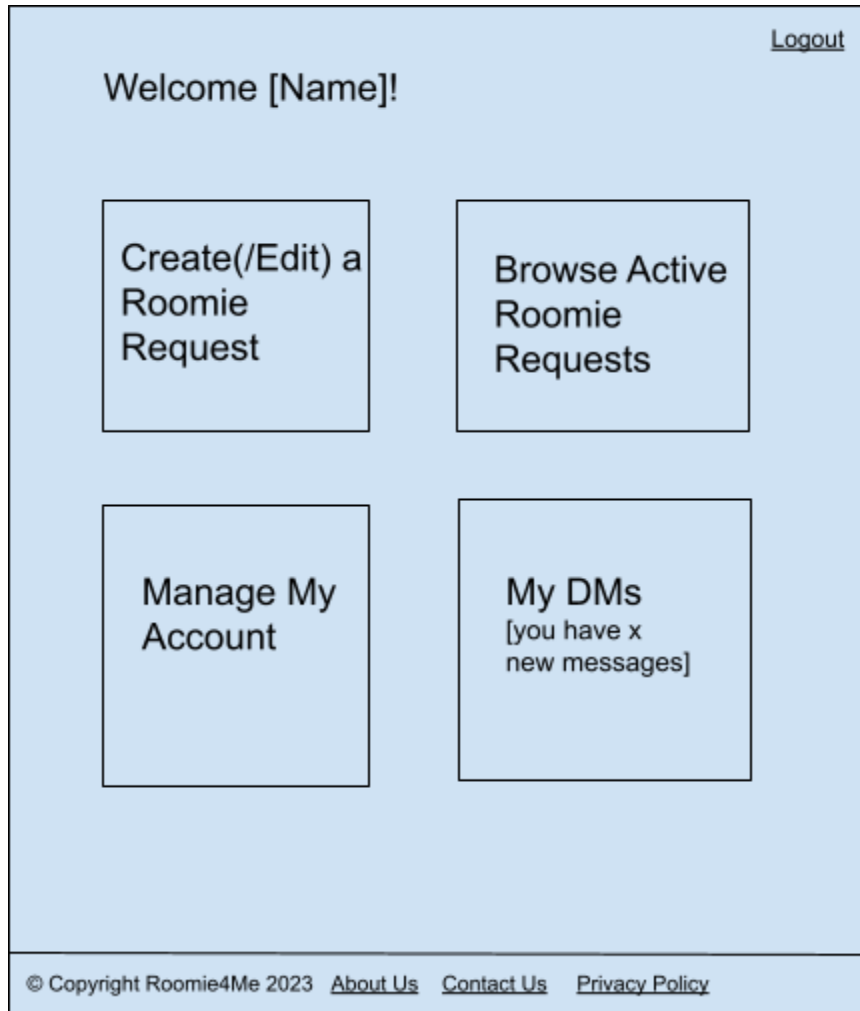 Logout
Welcome [Name]!
Create(/Edit) a
Roomie
Request
Browse Active
Roomie
Requests
Manage My
Account
My DMs
[you have x
new messages]
© Copyright Roomie4Me 2023 About Us Contact Us Privacy Policy